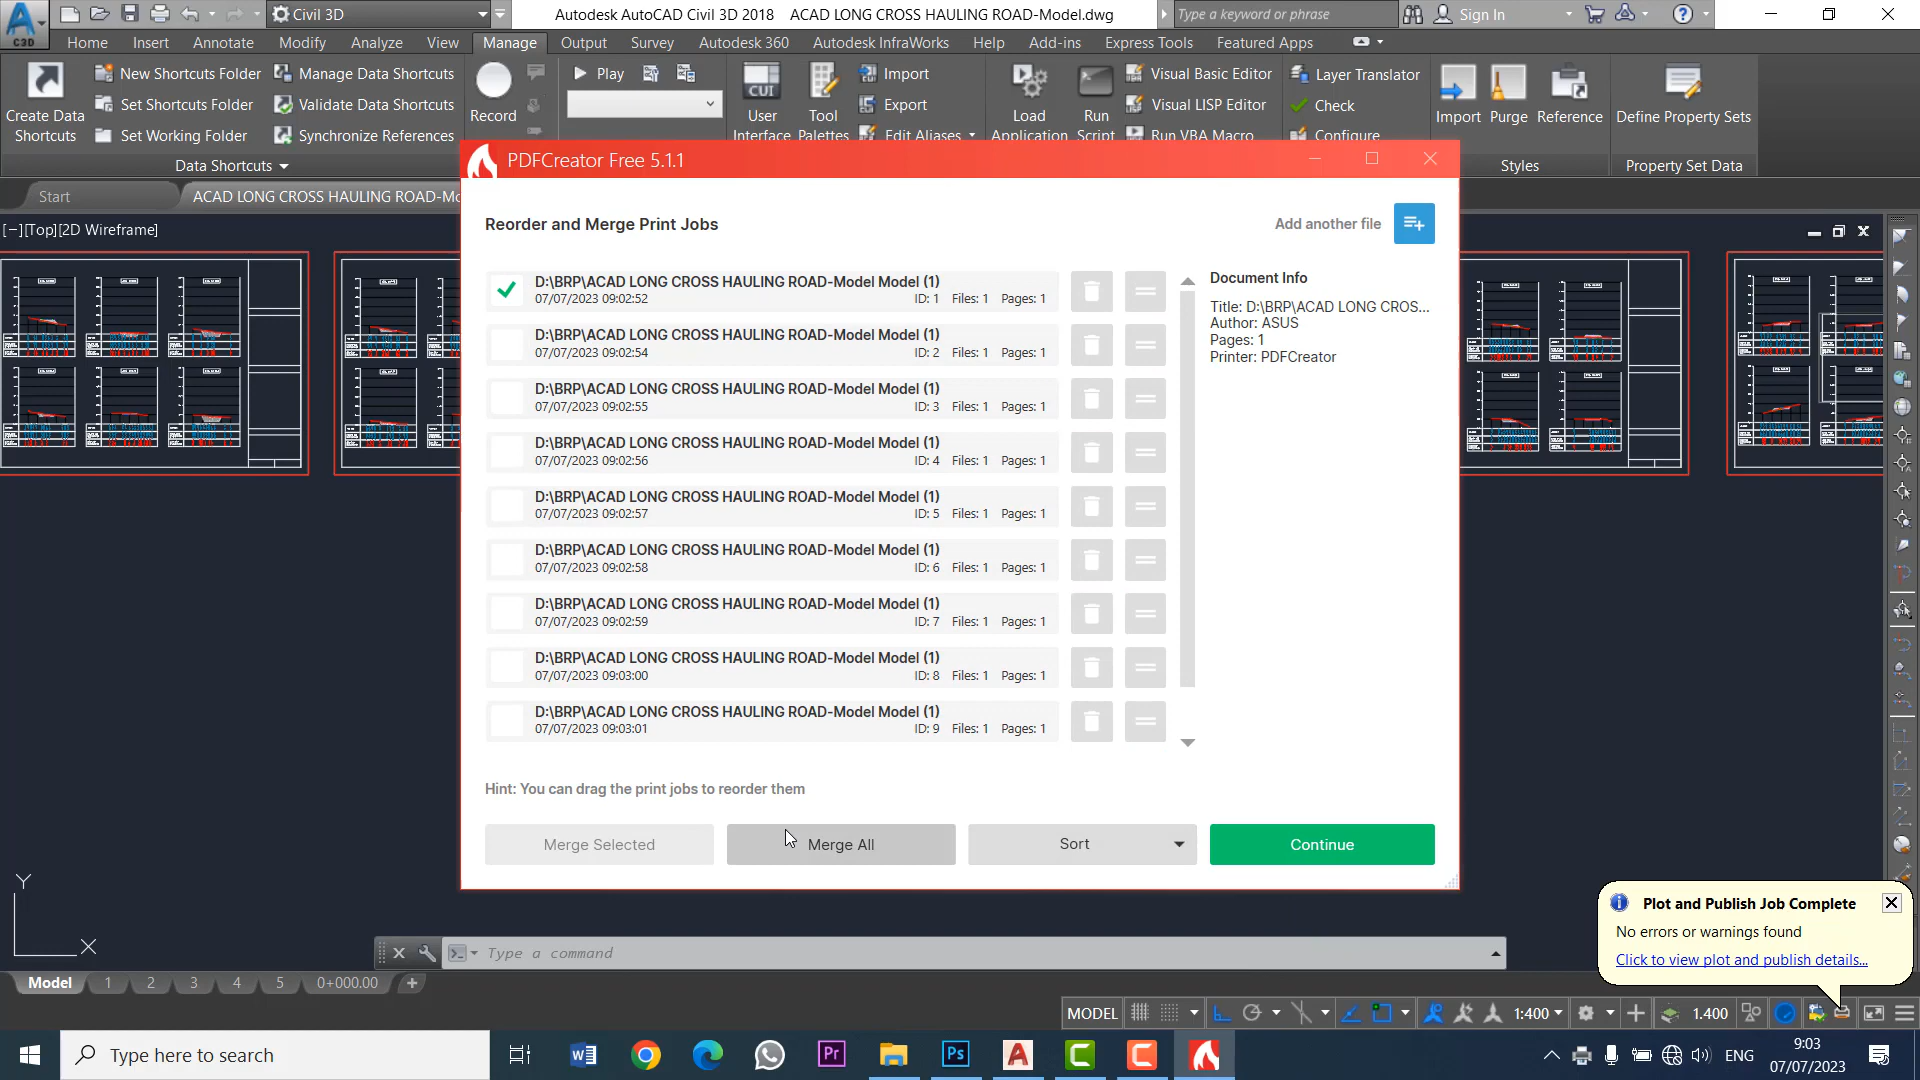 Civil 3D
Autodesk AutoCAD Civil 3D 2018 ACAD LONG CROSS HAULING ROAD-Model.dwg
Type a keyword or phrase
Sign In
C3D
Home Insert Annotate Modify Analyze View Manage Output Survey Autodesk 360 Autodesk InfraWorks Help Add-ins Express Tools Featured Apps
Create Data Shortcuts
New Shortcuts Folder
Set Shortcuts Folder
Set Working Folder
Manage Data Shortcuts
Validate Data Shortcuts
Synchronize References
Data Shortcuts
Record
Play
CUI
User Interface
Tool Palettes
Import
Export
Edit Aliases
Load Application
Run Script
Visual Basic Editor
Visual LISP Editor
Run VBA Macro
Layer Translator
Check
Configure
Import Purge Reference
Styles
Define Property Sets
Property Set Data
Start
ACAD LONG CROSS HAULING ROAD-Mo
[−][Top][2D Wireframe]
PDFCreator Free 5.1.1
Reorder and Merge Print Jobs
Add another file
D:\BRP\ACAD LONG CROSS HAULING ROAD-Model Model (1)
07/07/2023 09:02:52 ID: 1 Files: 1 Pages: 1
D:\BRP\ACAD LONG CROSS HAULING ROAD-Model Model (1)
07/07/2023 09:02:54 ID: 2 Files: 1 Pages: 1
D:\BRP\ACAD LONG CROSS HAULING ROAD-Model Model (1)
07/07/2023 09:02:55 ID: 3 Files: 1 Pages: 1
D:\BRP\ACAD LONG CROSS HAULING ROAD-Model Model (1)
07/07/2023 09:02:56 ID: 4 Files: 1 Pages: 1
D:\BRP\ACAD LONG CROSS HAULING ROAD-Model Model (1)
07/07/2023 09:02:57 ID: 5 Files: 1 Pages: 1
D:\BRP\ACAD LONG CROSS HAULING ROAD-Model Model (1)
07/07/2023 09:02:58 ID: 6 Files: 1 Pages: 1
D:\BRP\ACAD LONG CROSS HAULING ROAD-Model Model (1)
07/07/2023 09:02:59 ID: 7 Files: 1 Pages: 1
D:\BRP\ACAD LONG CROSS HAULING ROAD-Model Model (1)
07/07/2023 09:03:00 ID: 8 Files: 1 Pages: 1
D:\BRP\ACAD LONG CROSS HAULING ROAD-Model Model (1)
07/07/2023 09:03:01 ID: 9 Files: 1 Pages: 1
Document Info
Title: D:\BRP\ACAD LONG CROS...
Author: ASUS
Pages: 1
Printer: PDFCreator
Hint: You can drag the print jobs to reorder them
Merge Selected
Merge All
Sort
Continue
Y
X
Plot and Publish Job Complete
No errors or warnings found
Click to view plot and publish details...
Type a command
Model 1 2 3 4 5 0+000.00
MODEL
1:400
1.400
Type here to search
Pr
Ps
ENG
9:03
07/07/2023